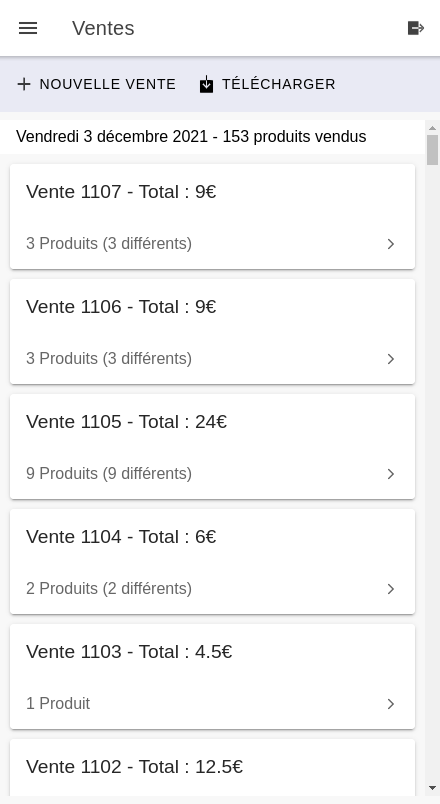 Ventes
NOUVELLE VENTE TÉLÉCHARGER
Vendredi 3 décembre 2021 - 153 produits vendus
Vente 1107 - Total : 9€
3 Produits (3 différents)
Vente 1106 - Total : 9€
3 Produits (3 différents)
Vente 1105 - Total : 24€
9 Produits (9 différents)
Vente 1104 - Total : 6€
2 Produits (2 différents)
Vente 1103 - Total : 4.5€
1 Produit
Vente 1102 - Total : 12.5€